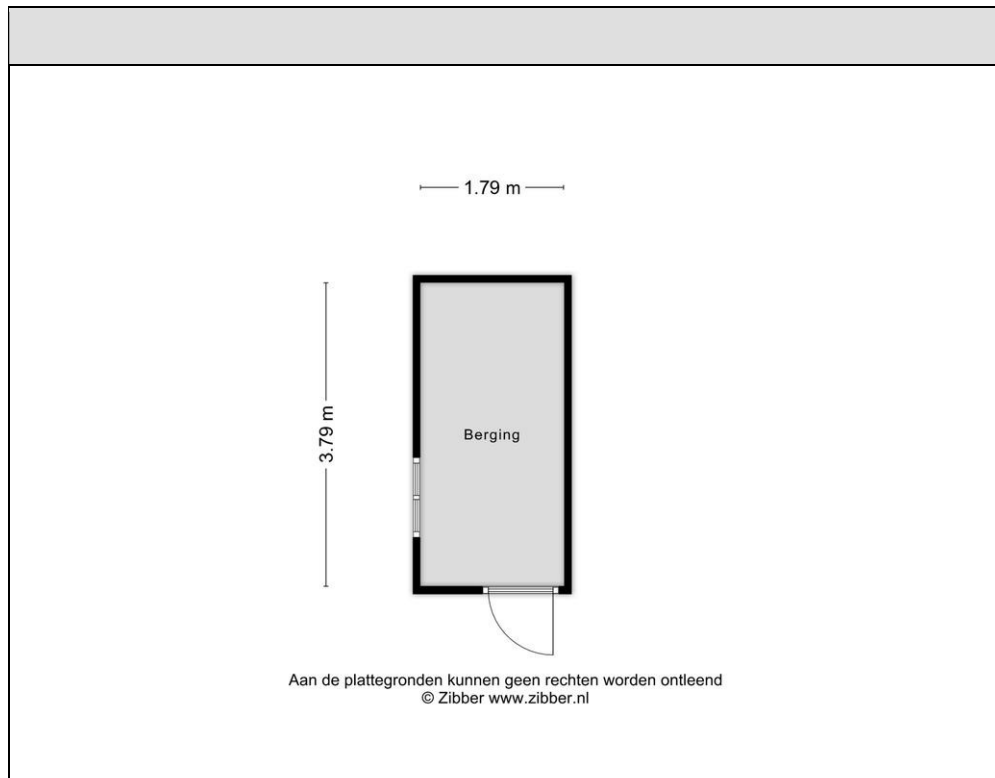 1.79 m
3.79 m
Berging
Aan de plattegronden kunnen geen rechten worden ontleend
© Zibber www.zibber.nl